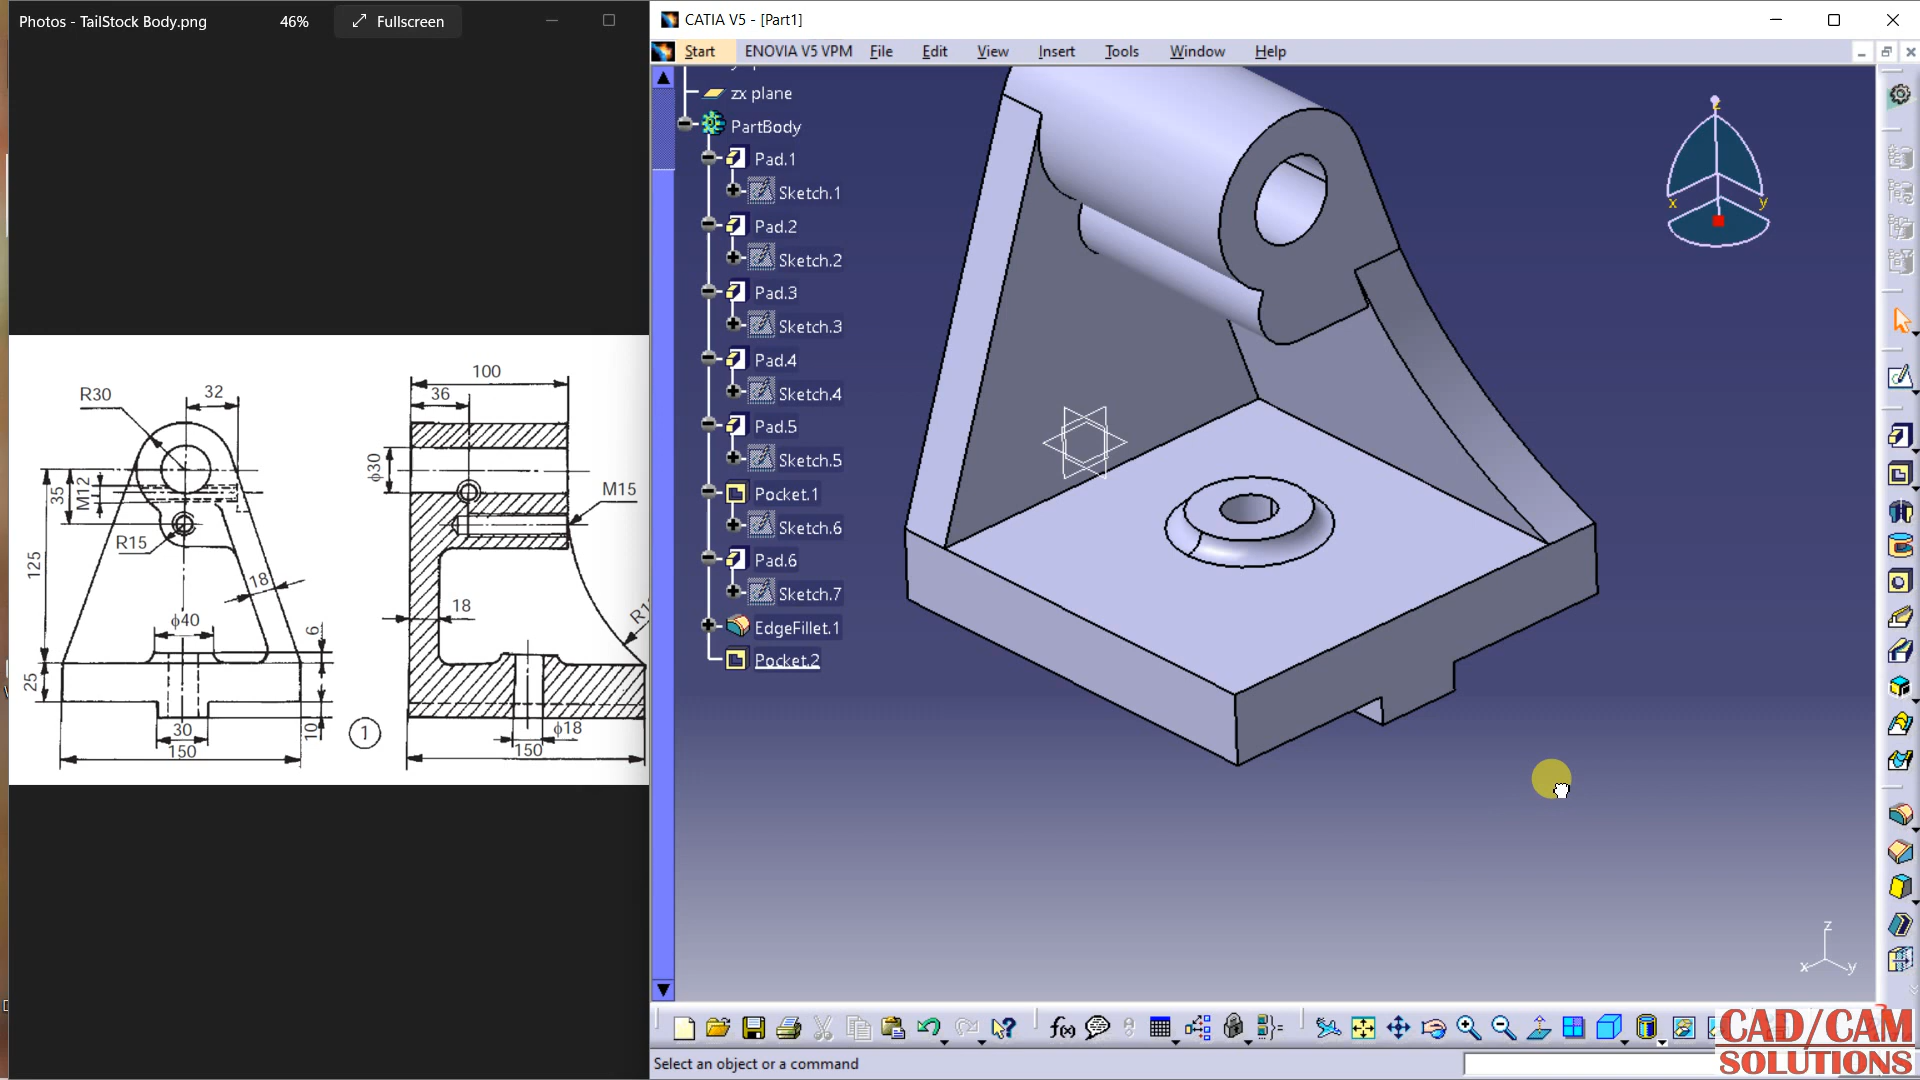 Photos - TailStock Body.png
46%
Fullscreen
CATIA V5 - [Part1]
Start ENOVIA V5 VPM File Edit View Insert Tools Window Help
zx plane
PartBody
Pad.1
Sketch.1
Pad.2
Sketch.2
Pad.3
Sketch.3
Pad.4
Sketch.4
Pad.5
Sketch.5
Pocket.1
Sketch.6
Pad.6
Sketch.7
EdgeFillet.1
Pocket.2
z
x
y
z
x
y
R30
32
100
36
35
M12
ϕ30
M15
R15
125
18
18
ϕ40
6
25
30
10
150
1
ϕ18
150
f(x)
Select an object or a command
CAD/CAM
SOLUTIONS